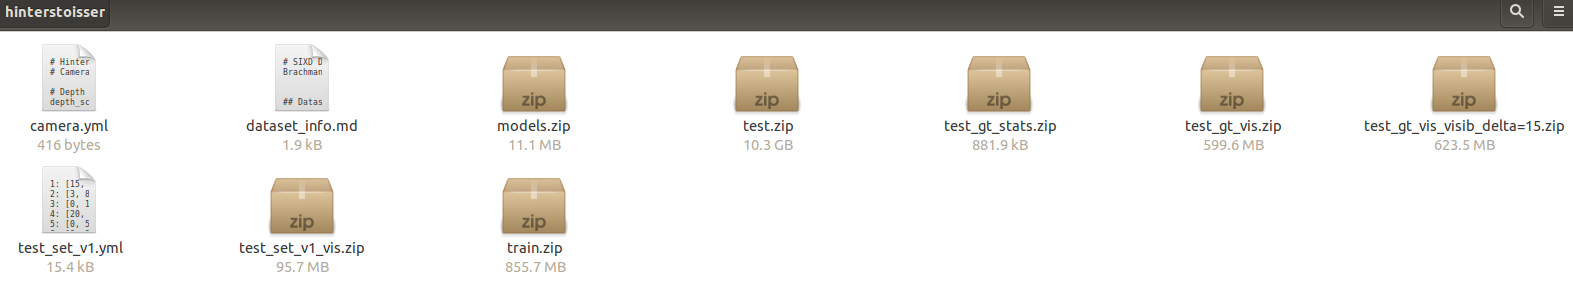 hinterstoisser
# Hinter
# Camera
# Depth
depth_sc
camera.yml
416 bytes
# SIXD D
Brachman
## Datas
dataset_info.md
1.9 kB
zip
models.zip
11.1 MB
zip
test.zip
10.3 GB
zip
test_gt_stats.zip
881.9 kB
zip
test_gt_vis.zip
599.6 MB
zip
test_gt_vis_visib_delta=15.zip
623.5 MB
1: [15,
2: [3, 8
3: [0, 1
4: [20,
5: [0, 5
test_set_v1.yml
15.4 kB
zip
test_set_v1_vis.zip
95.7 MB
zip
train.zip
855.7 MB